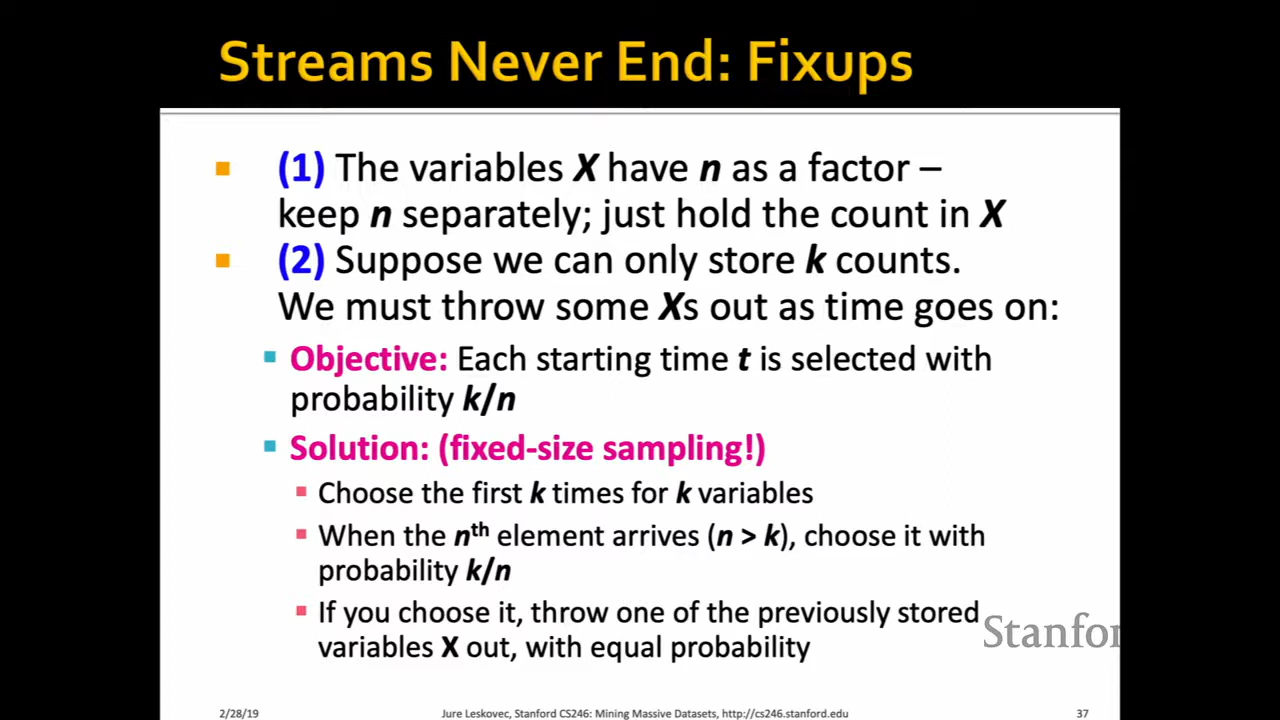 Streams Never End: Fixups
(1) The variables X have n as a factor –
keep n separately; just hold the count in X
(2) Suppose we can only store k counts.
We must throw some Xs out as time goes on:
Objective: Each starting time t is selected with
probability k/n
Solution: (fixed-size sampling!)
Choose the first k times for k variables
When the nth element arrives (n > k), choose it with
probability k/n
If you choose it, throw one of the previously stored
variables X out, with equal probability
Stanfor
2/28/19
Jure Leskovec, Stanford CS246: Mining Massive Datasets, http://cs246.stanford.edu
37